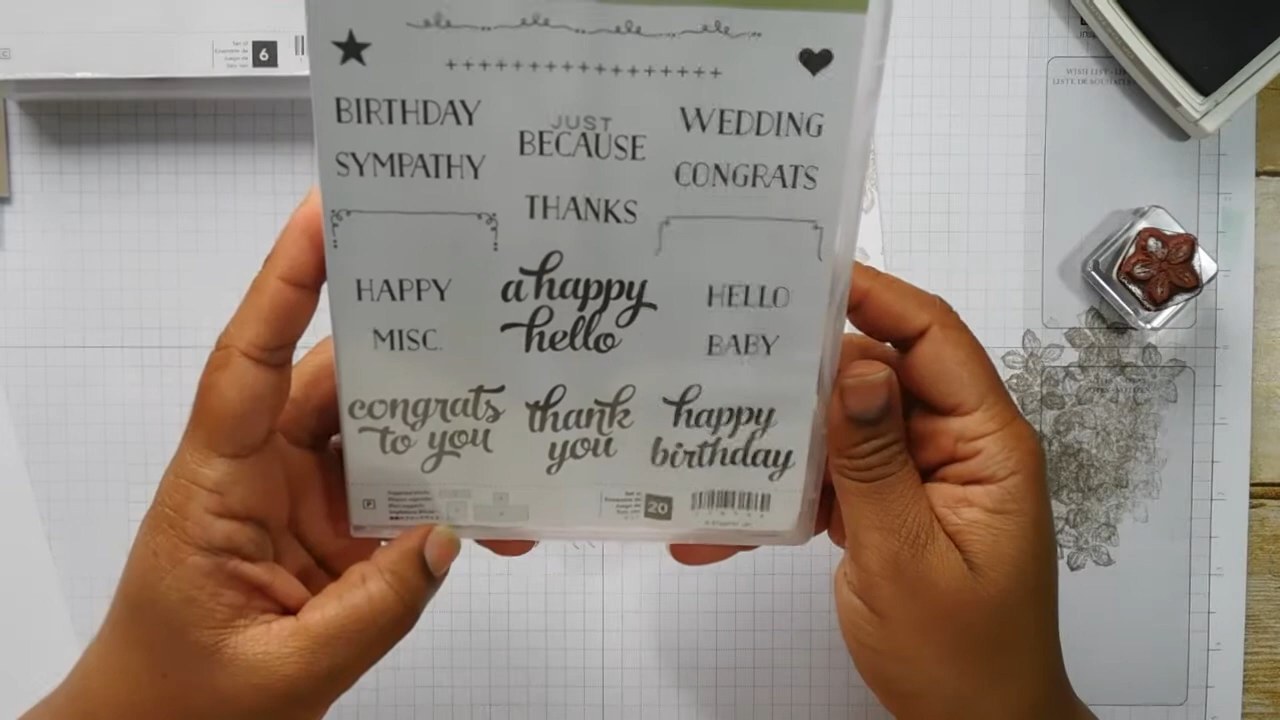 6
BIRTHDAY
JUST
BECAUSE
WEDDING
SYMPATHY
CONGRATS
THANKS
HAPPY
a happy
hello
HELLO
MISC.
BABY
congrats
to you
thank
you
happy
birthday
P
20